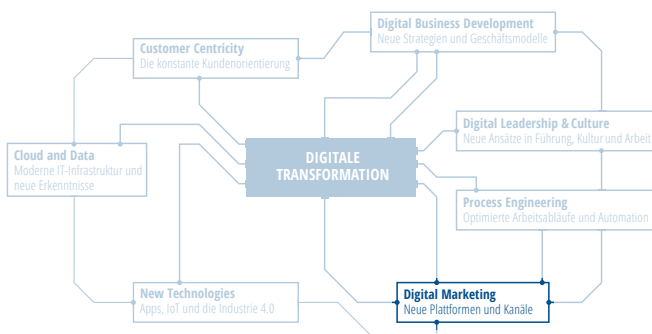 Digital Business Development
Neue Strategien und Geschäftsmodelle
Customer Centricity
Die konstante Kundenorientierung
Digital Leadership & Culture
Neue Ansätze in Führung, Kultur und Arbeit
DIGITALE
TRANSFORMATION
Cloud and Data
Moderne IT-Infrastruktur und
neue Erkenntnisse
Process Engineering
Optimierte Arbeitsabläufe und Automation
New Technologies
Apps, IoT und die Industrie 4.0
Digital Marketing
Neue Plattformen und Kanäle